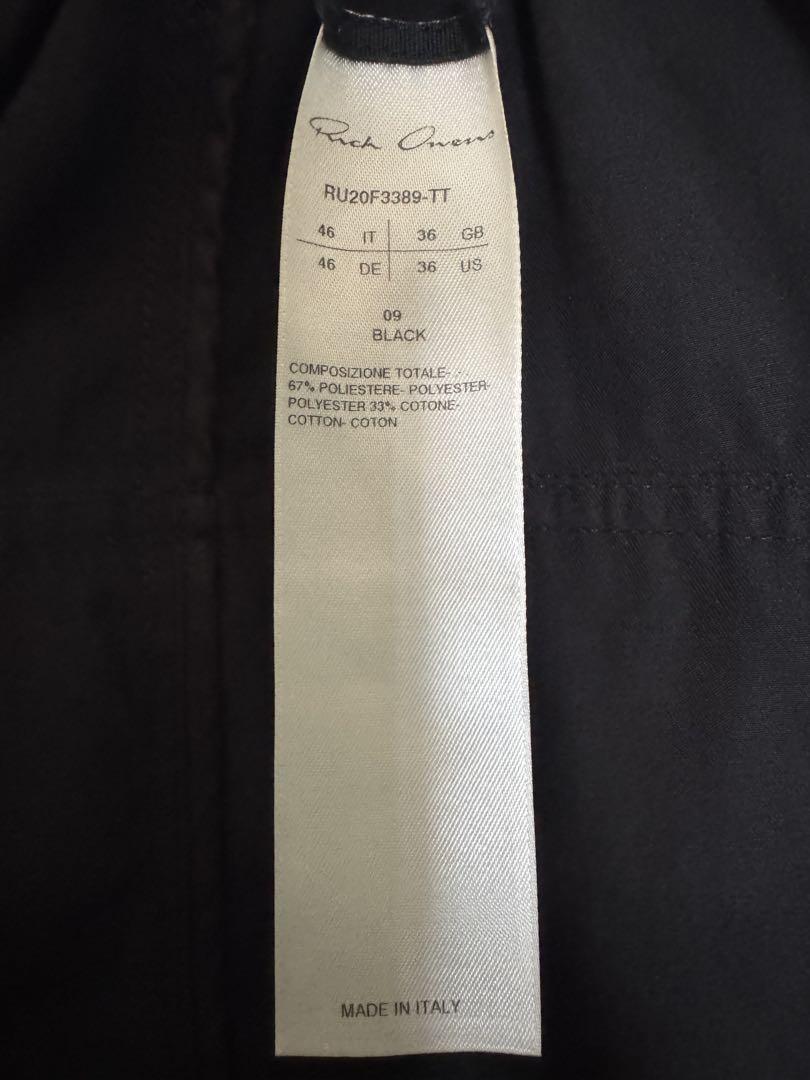 Rick Owens
RU20F3389-TT
46 IT 36 GB
46 DE 36 US
09
BLACK
COMPOSIZIONE TOTALE- - -
67% POLIESTERE- POLYESTER-
POLYESTER 33% COTONE-
COTTON- COTON
MADE IN ITALY